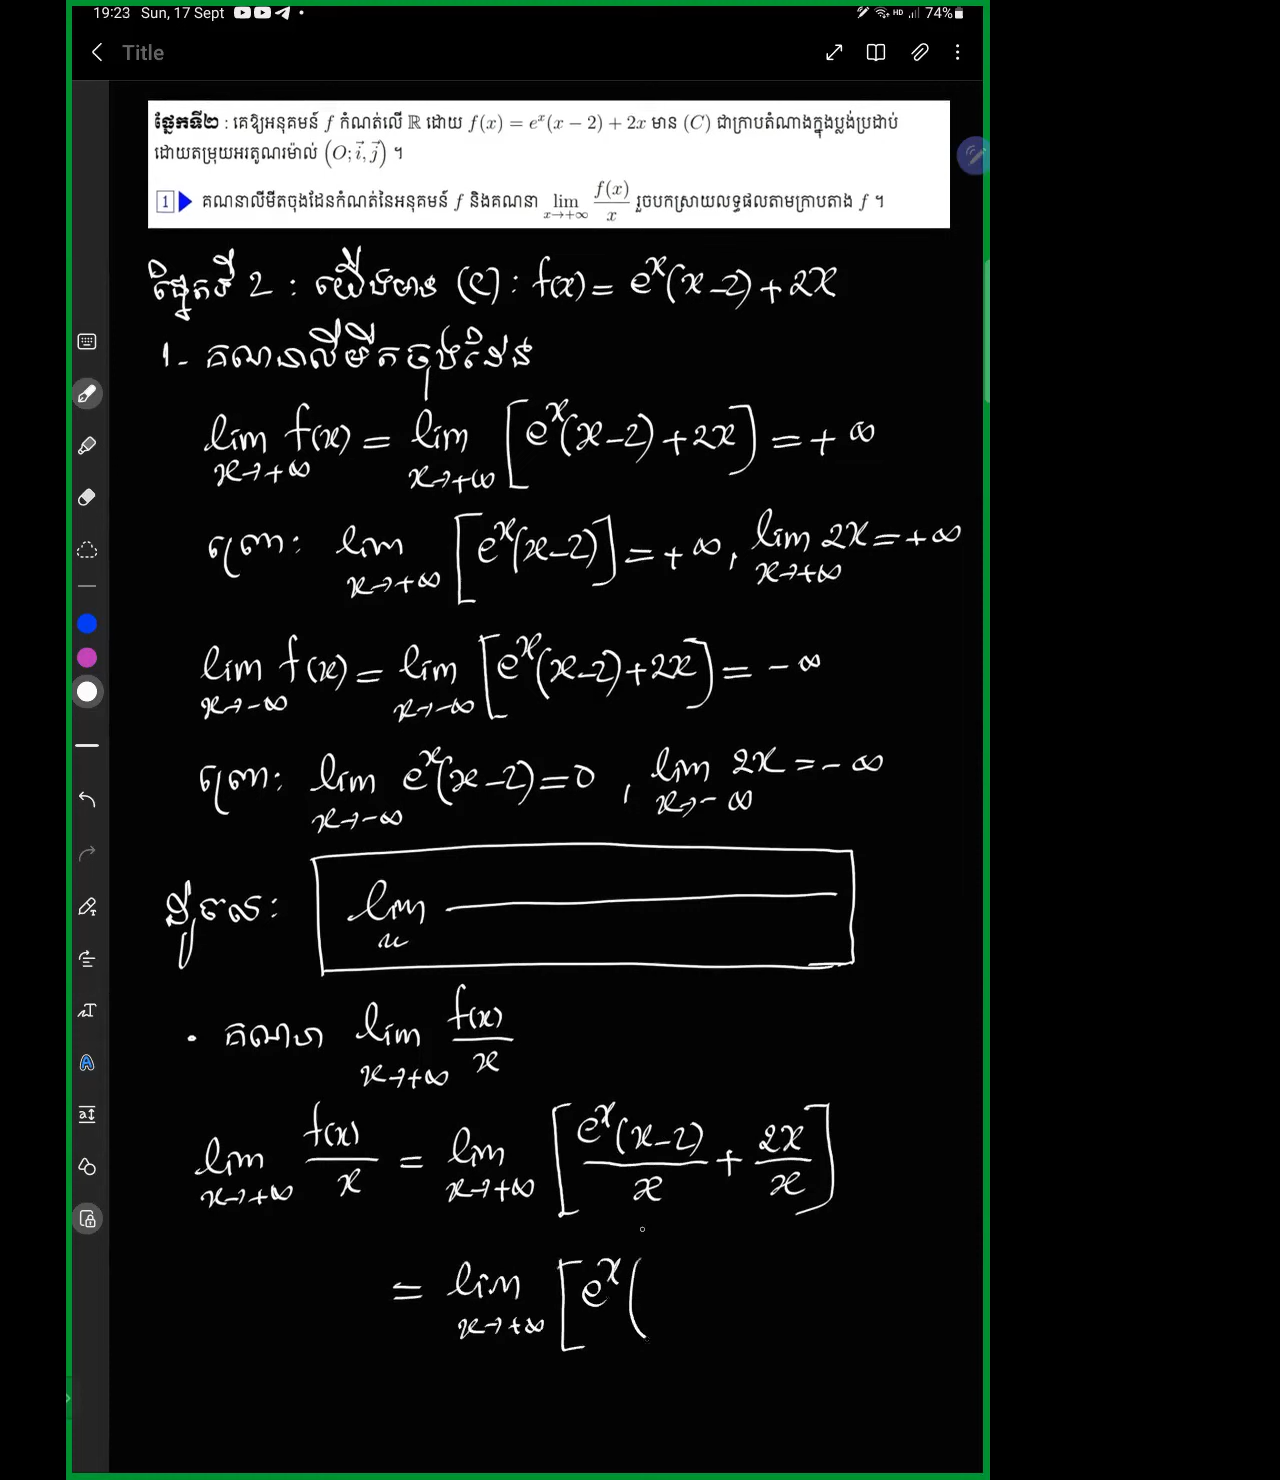 19:23 Sun, 17 Sept 74%
Title
ផ្នែកទី២ : គេឱ្យអនុគមន៍ f កំណត់លើ ℝ ដោយ f(x) = e^x(x − 2) + 2x មាន (C) ជាក្រាបតំណាងក្នុងប្លង់ប្រដាប់
ដោយតម្រុយអរតូណរម៉ាល់ (O; i⃗, j⃗) ។
1 ▶ គណនាលីមីតចុងដែនកំណត់នៃអនុគមន៍ f និងគណនា lim_{x→+∞} f(x)/x រួចបកស្រាយលទ្ធផលតាមក្រាបតាង f ។
ផ្នែកទី 2 : យើងមាន (C) : f(x) = e^x(x-2) + 2x
1- គណនាលីមីតចុងដែន
lim_{x→+∞} f(x) = lim_{x→+∞} [e^x(x-2) + 2x] = +∞
ព្រោះ: lim_{x→+∞} [e^x(x-2)] = +∞, lim_{x→+∞} 2x = +∞
lim_{x→-∞} f(x) = lim_{x→-∞} [e^x(x-2) + 2x] = -∞
ព្រោះ: lim_{x→-∞} e^x(x-2) = 0, lim_{x→-∞} 2x = -∞
ដូចនេះ: lim_x
• គណនា lim_{x→+∞} f(x)/x
lim_{x→+∞} f(x)/x = lim_{x→+∞} [e^x(x-2)/x + 2x/x]
= lim_{x→+∞} [e^x(